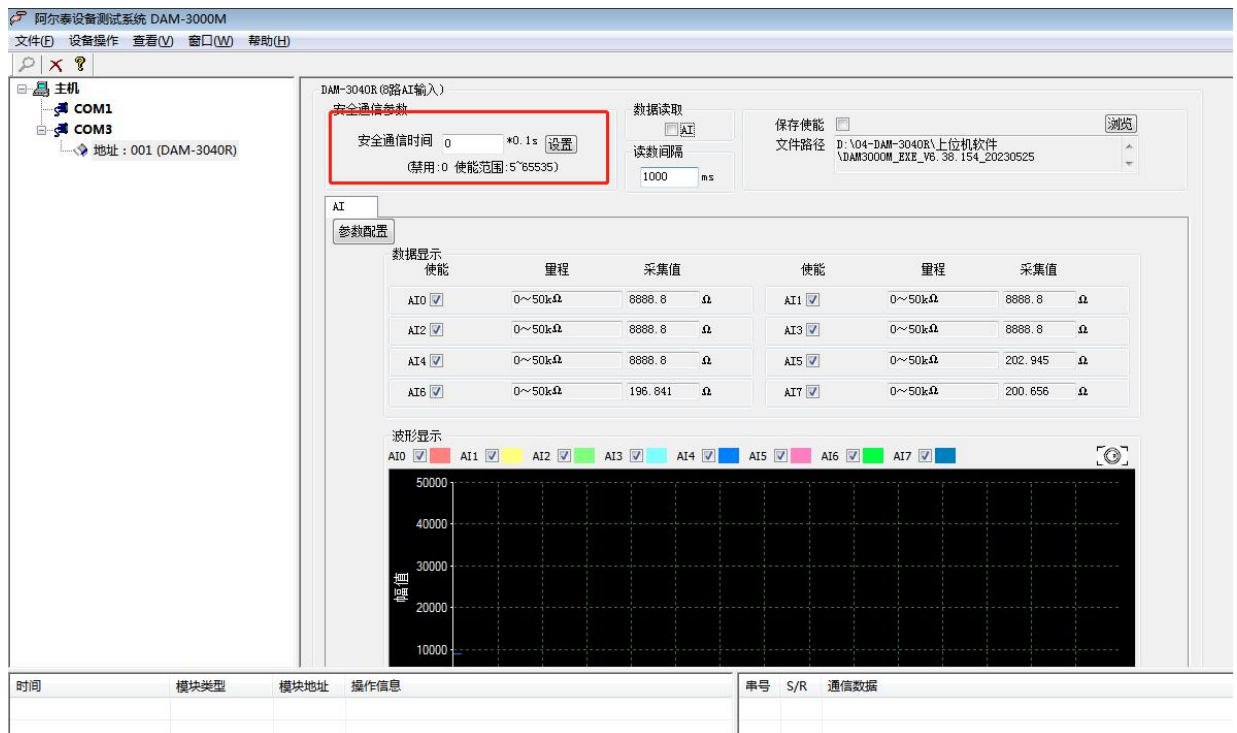 阿尔泰设备测试系统 DAM-3000M
文件(F) 设备操作 查看(V) 窗口(W) 帮助(H)
主机
COM1
COM3
地址：001 (DAM-3040R)
DAM-3040R(8路AI输入)
安全通信参数
安全通信时间 0 *0.1s 设置
(禁用:0 使能范围:5~65535)
数据读取
AI
读数间隔
1000 ms
保存使能 浏览
文件路径 D:\04-DAM-3040R\上位机软件
\DAM3000M_EXE_V6.38.154_20230525
AI
参数配置
数据显示
使能 量程 采集值 使能 量程 采集值
AI0 0～50kΩ 8888.8 Ω AI1 0～50kΩ 8888.8 Ω
AI2 0～50kΩ 8888.8 Ω AI3 0～50kΩ 8888.8 Ω
AI4 0～50kΩ 8888.8 Ω AI5 0～50kΩ 202.945 Ω
AI6 0～50kΩ 196.841 Ω AI7 0～50kΩ 200.656 Ω
波形显示
AI0 AI1 AI2 AI3 AI4 AI5 AI6 AI7
50000
40000
30000
幅值
20000
10000
时间 模块类型 模块地址 操作信息 串号 S/R 通信数据